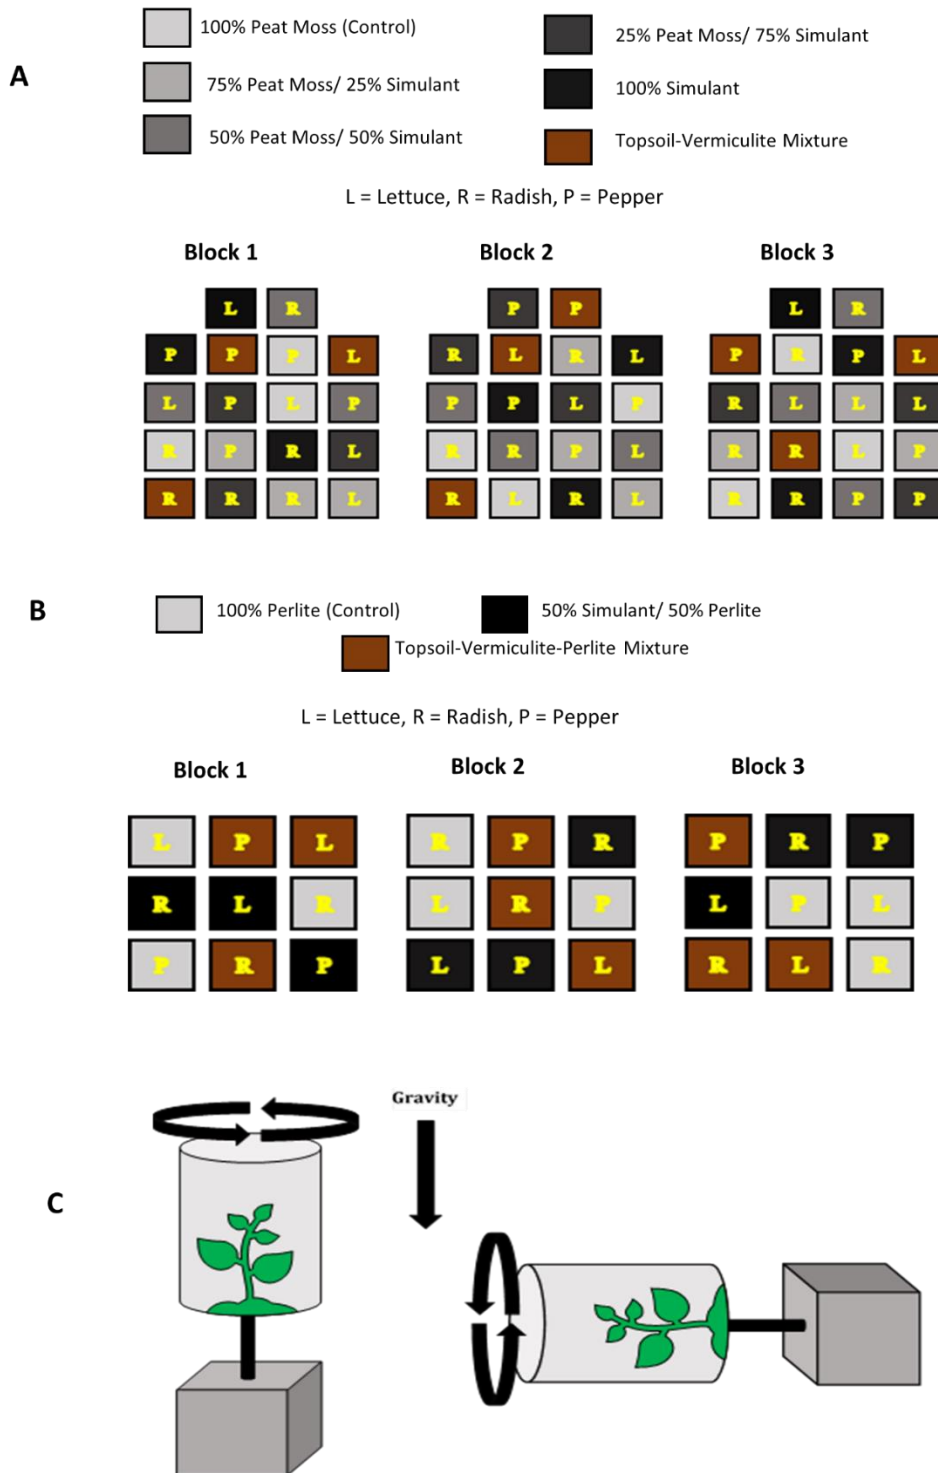 100% Peat Moss (Control) 25% Peat Moss/ 75% Simulant
A
75% Peat Moss/ 25% Simulant 100% Simulant
50% Peat Moss/ 50% Simulant Topsoil-Vermiculite Mixture
L = Lettuce, R = Radish, P = Pepper
Block 1 Block 2 Block 3
L R P P L R
P P P L R L R L P R P L
L P L P P P L P R L L L
R P R L R R P L R R L P
R R R L R L R L R R P P
B
100% Perlite (Control) 50% Simulant/ 50% Perlite
Topsoil-Vermiculite-Perlite Mixture
L = Lettuce, R = Radish, P = Pepper
Block 1 Block 2 Block 3
L P L R P R P R P
R L R L R P L P L
P R P L P L R L R
Gravity
C